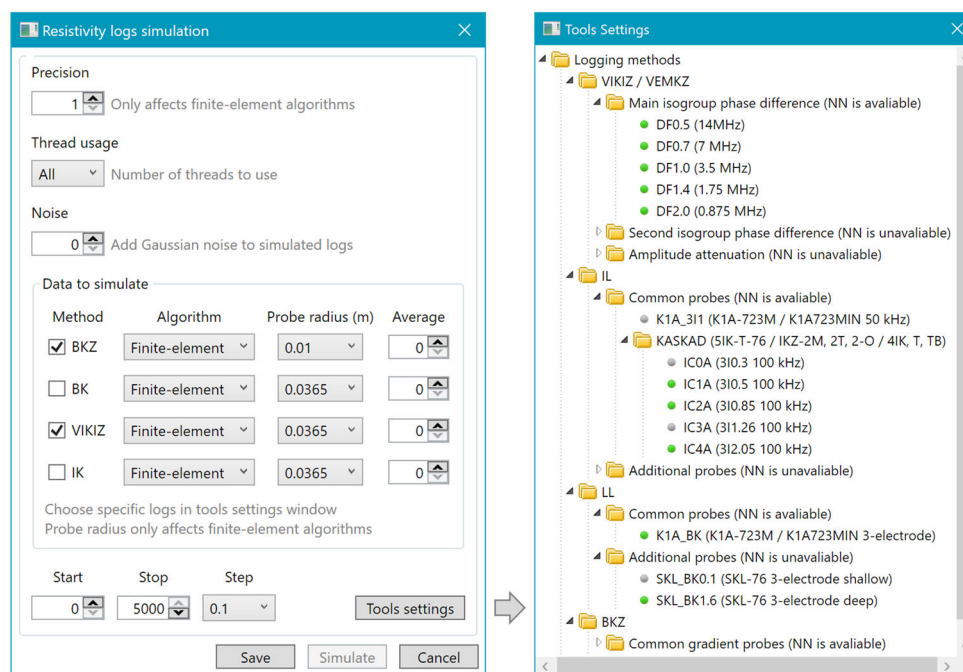 Resistivity logs simulation
Precision
1 Only affects finite-element algorithms
Thread usage
All Number of threads to use
Noise
0 Add Gaussian noise to simulated logs
Data to simulate
Method Algorithm Probe radius (m) Average
BKZ Finite-element 0.01 0
BK Finite-element 0.0365 0
VIKIZ Finite-element 0.0365 0
IK Finite-element 0.0365 0
Choose specific logs in tools settings window
Probe radius only affects finite-element algorithms
Start Stop Step
0 5000 0.1 Tools settings
Save Simulate Cancel
Tools Settings
Logging methods
VIKIZ / VEMKZ
Main isogroup phase difference (NN is avaliable)
DF0.5 (14MHz)
DF0.7 (7 MHz)
DF1.0 (3.5 MHz)
DF1.4 (1.75 MHz)
DF2.0 (0.875 MHz)
Second isogroup phase difference (NN is unavaliable)
Amplitude attenuation (NN is unavaliable)
IL
Common probes (NN is avaliable)
K1A_3I1 (K1A-723M / K1A723MIN 50 kHz)
KASKAD (5IK-T-76 / IKZ-2M, 2T, 2-O / 4IK, T, TB)
IC0A (3I0.3 100 kHz)
IC1A (3I0.5 100 kHz)
IC2A (3I0.85 100 kHz)
IC3A (3I1.26 100 kHz)
IC4A (3I2.05 100 kHz)
Additional probes (NN is unavaliable)
LL
Common probes (NN is avaliable)
K1A_BK (K1A-723M / K1A723MIN 3-electrode)
Additional probes (NN is unavaliable)
SKL_BK0.1 (SKL-76 3-electrode shallow)
SKL_BK1.6 (SKL-76 3-electrode deep)
BKZ
Common gradient probes (NN is avaliable)